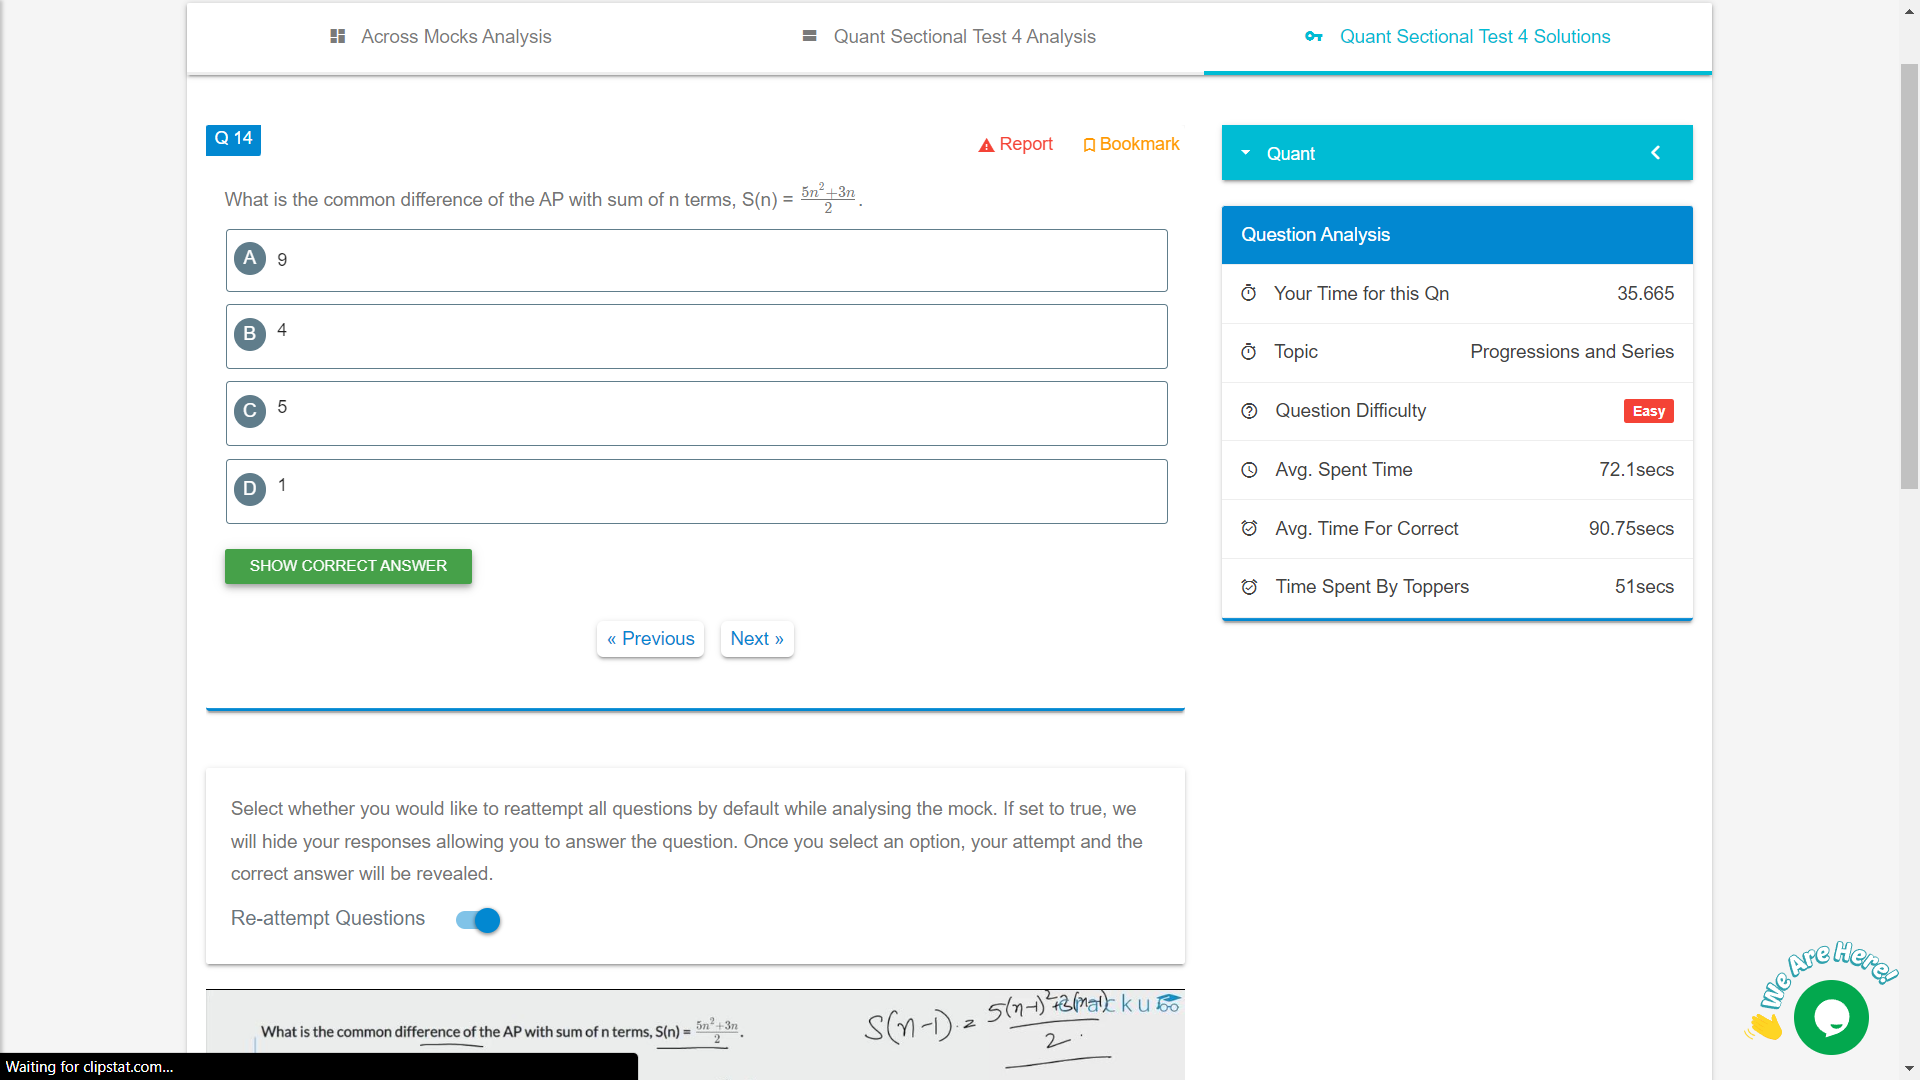 Across Mocks Analysis
Quant Sectional Test 4 Analysis
Quant Sectional Test 4 Solutions
Q 14
Report
Bookmark
What is the common difference of the AP with sum of n terms, S(n) = \frac{5n^2+3n}{2}.
A 9
B 4
C 5
D 1
SHOW CORRECT ANSWER
« Previous
Next »
Quant
Question Analysis
Your Time for this Qn 35.665
Topic Progressions and Series
Question Difficulty Easy
Avg. Spent Time 72.1secs
Avg. Time For Correct 90.75secs
Time Spent By Toppers 51secs
Select whether you would like to reattempt all questions by default while analysing the mock. If set to true, we
will hide your responses allowing you to answer the question. Once you select an option, your attempt and the
correct answer will be revealed.
Re-attempt Questions
What is the common difference of the AP with sum of n terms, S(n) = \frac{5n^2+3n}{2}.
S(n-1) = \frac{5(n-1)^2+3(n-1)}{2}
cracku
We Are Here!
Waiting for clipstat.com...